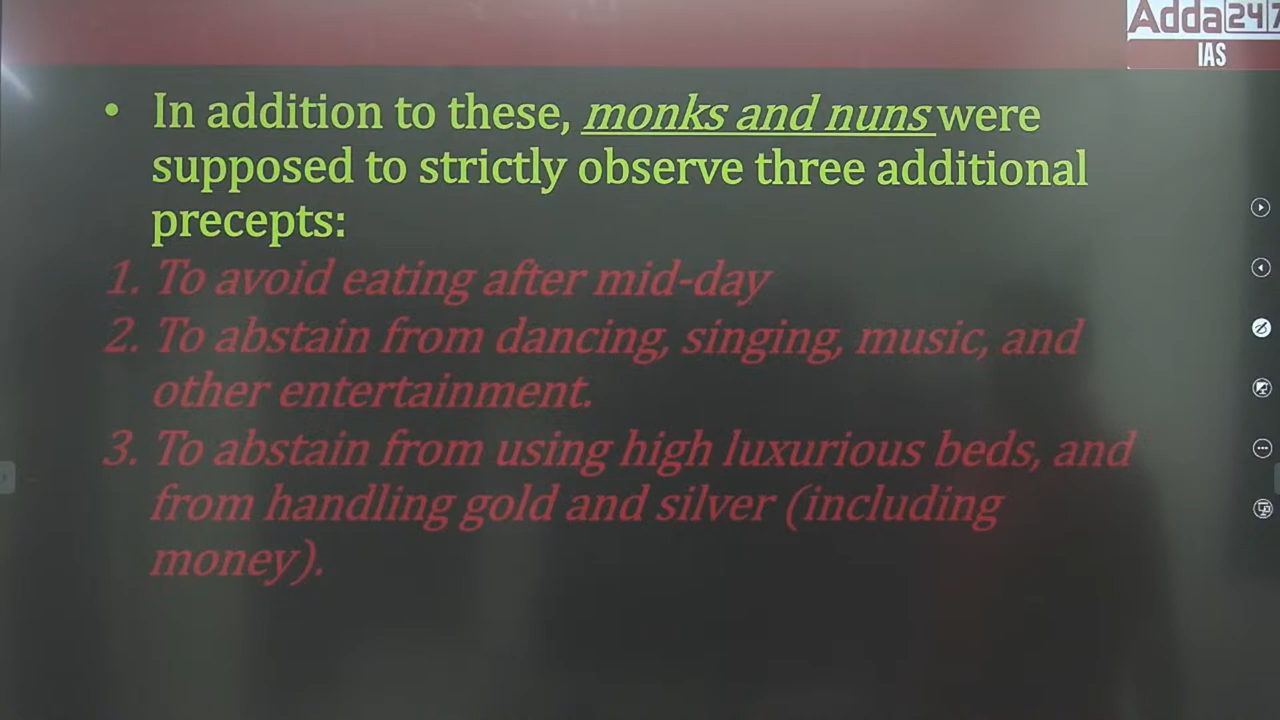 Adda247
IAS
• In addition to these, monks and nuns were
supposed to strictly observe three additional
precepts:
1. To avoid eating after mid-day
2. To abstain from dancing, singing, music, and
other entertainment.
3. To abstain from using high luxurious beds, and
from handling gold and silver (including
money).